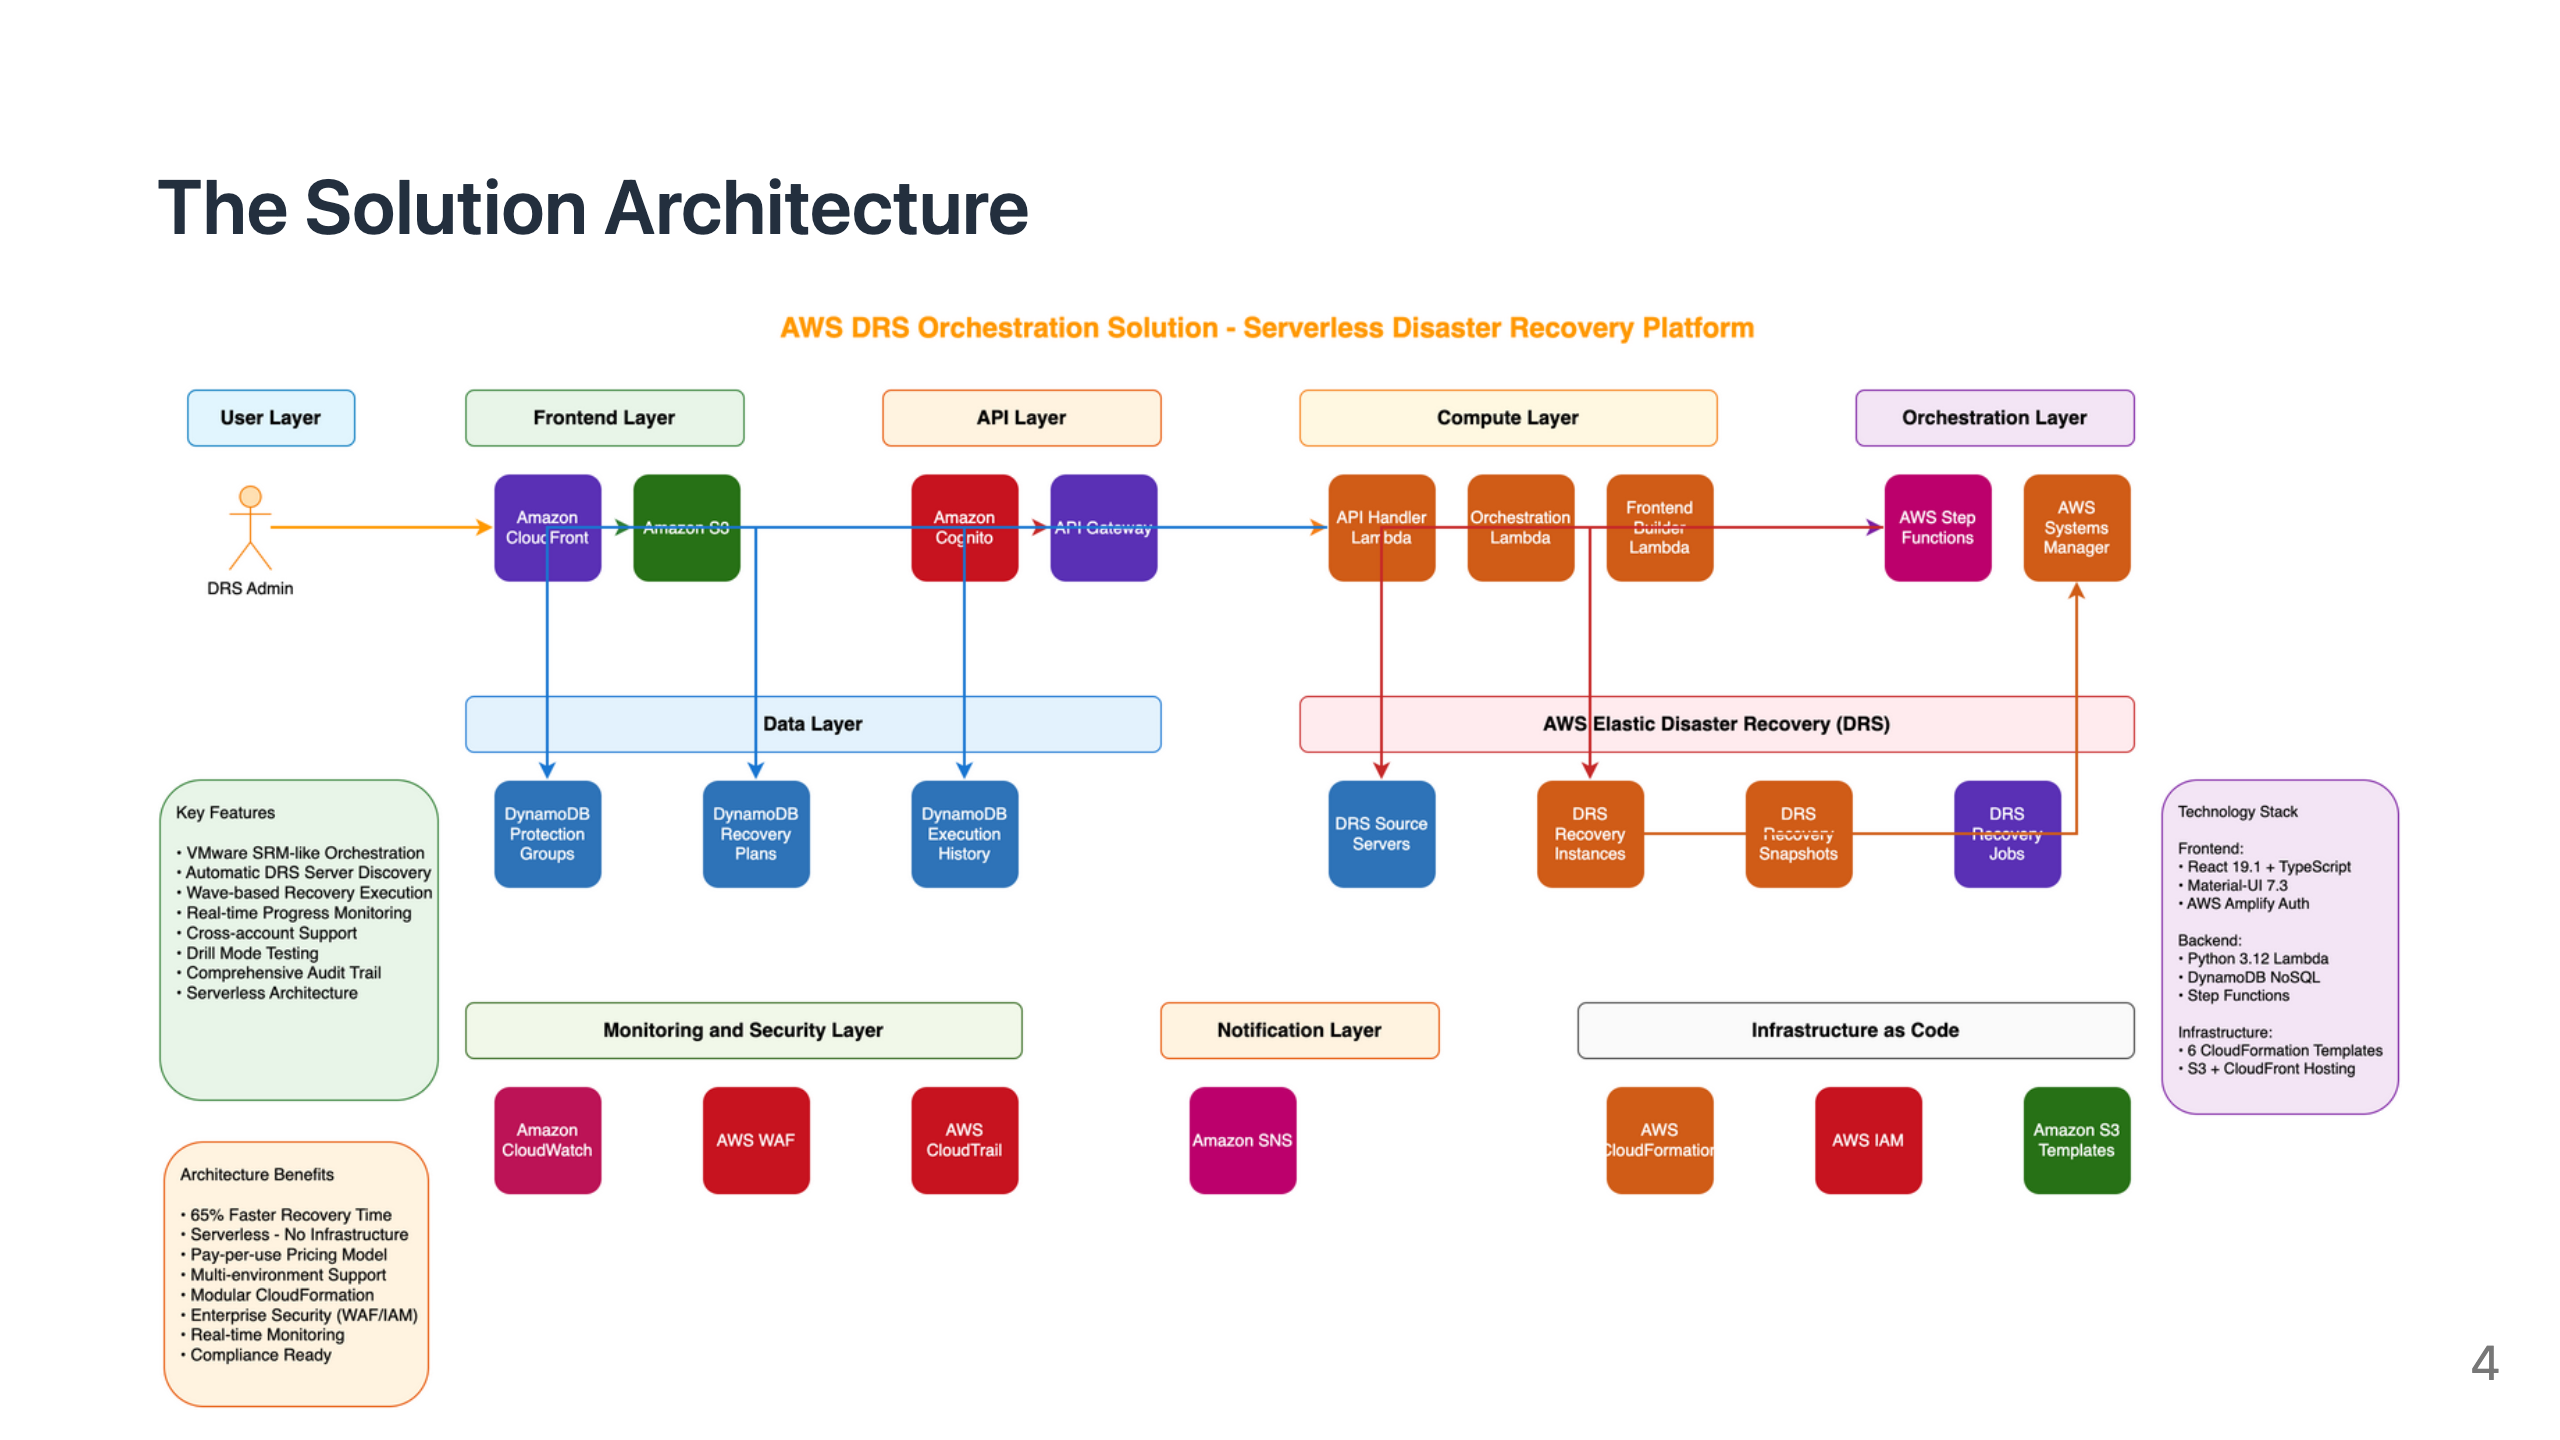 The Solution Architecture
AWS DRS Orchestration Solution - Serverless Disaster Recovery Platform
User Layer
Frontend Layer
API Layer
Compute Layer
Orchestration Layer
DRS Admin
Amazon
CloudFront
Amazon S3
Amazon
Cognito
API Gateway
API Handler
Lambda
Orchestration
Lambda
Frontend
Builder
Lambda
AWS Step
Functions
AWS
Systems
Manager
Data Layer
AWS Elastic Disaster Recovery (DRS)
DynamoDB
Protection
Groups
DynamoDB
Recovery
Plans
DynamoDB
Execution
History
DRS Source
Servers
DRS
Recovery
Instances
DRS
Recovery
Snapshots
DRS
Recovery
Jobs
Key Features
• VMware SRM-like Orchestration
• Automatic DRS Server Discovery
• Wave-based Recovery Execution
• Real-time Progress Monitoring
• Cross-account Support
• Drill Mode Testing
• Comprehensive Audit Trail
• Serverless Architecture
Technology Stack
Frontend:
• React 19.1 + TypeScript
• Material-UI 7.3
• AWS Amplify Auth
Backend:
• Python 3.12 Lambda
• DynamoDB NoSQL
• Step Functions
Infrastructure:
• 6 CloudFormation Templates
• S3 + CloudFront Hosting
Monitoring and Security Layer
Notification Layer
Infrastructure as Code
Amazon
CloudWatch
AWS WAF
AWS
CloudTrail
Amazon SNS
AWS
CloudFormation
AWS IAM
Amazon S3
Templates
Architecture Benefits
• 65% Faster Recovery Time
• Serverless - No Infrastructure
• Pay-per-use Pricing Model
• Multi-environment Support
• Modular CloudFormation
• Enterprise Security (WAF/IAM)
• Real-time Monitoring
• Compliance Ready
4